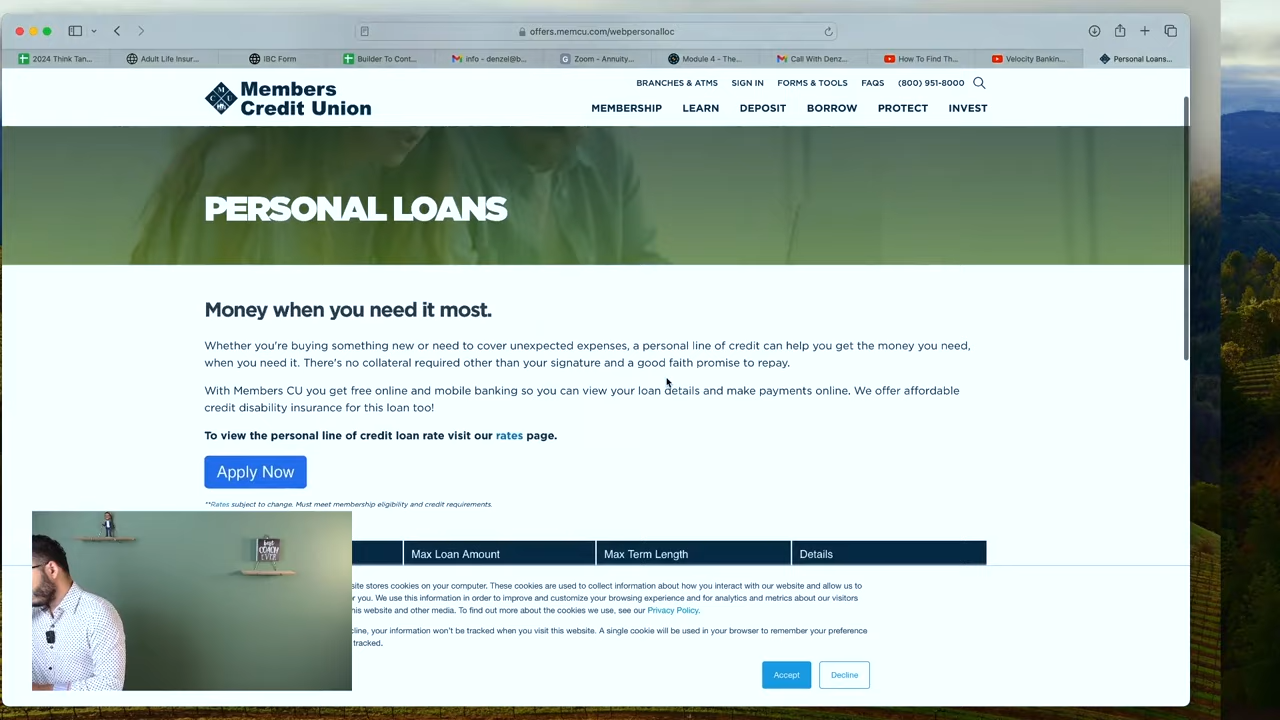 offers.memcu.com/webpersonalloc
2024 Think Tan...
Adult Life Insur...
IBC Form
Builder To Cont...
info - denzel@b...
Zoom - Annuity...
Module 4 - The...
Call With Denz...
How To Find Th...
Velocity Bankin...
Personal Loans...
BRANCHES & ATMS SIGN IN FORMS & TOOLS FAQS (800) 951-8000
Members
Credit Union
MEMBERSHIP LEARN DEPOSIT BORROW PROTECT INVEST
PERSONAL LOANS
Money when you need it most.
Whether you're buying something new or need to cover unexpected expenses, a personal line of credit can help you get the money you need,
when you need it. There's no collateral required other than your signature and a good faith promise to repay.
With Members CU you get free online and mobile banking so you can view your loan details and make payments online. We offer affordable
credit disability insurance for this loan too!
To view the personal line of credit loan rate visit our rates page.
Apply Now
**Rates subject to change. Must meet membership eligibility and credit requirements.
Max Loan Amount Max Term Length Details
site stores cookies on your computer. These cookies are used to collect information about how you interact with our website and allow us to
r you. We use this information in order to improve and customize your browsing experience and for analytics and metrics about our visitors
his website and other media. To find out more about the cookies we use, see our Privacy Policy.
cline, your information won't be tracked when you visit this website. A single cookie will be used in your browser to remember your preference
tracked.
Accept Decline
best
COACH
EVER